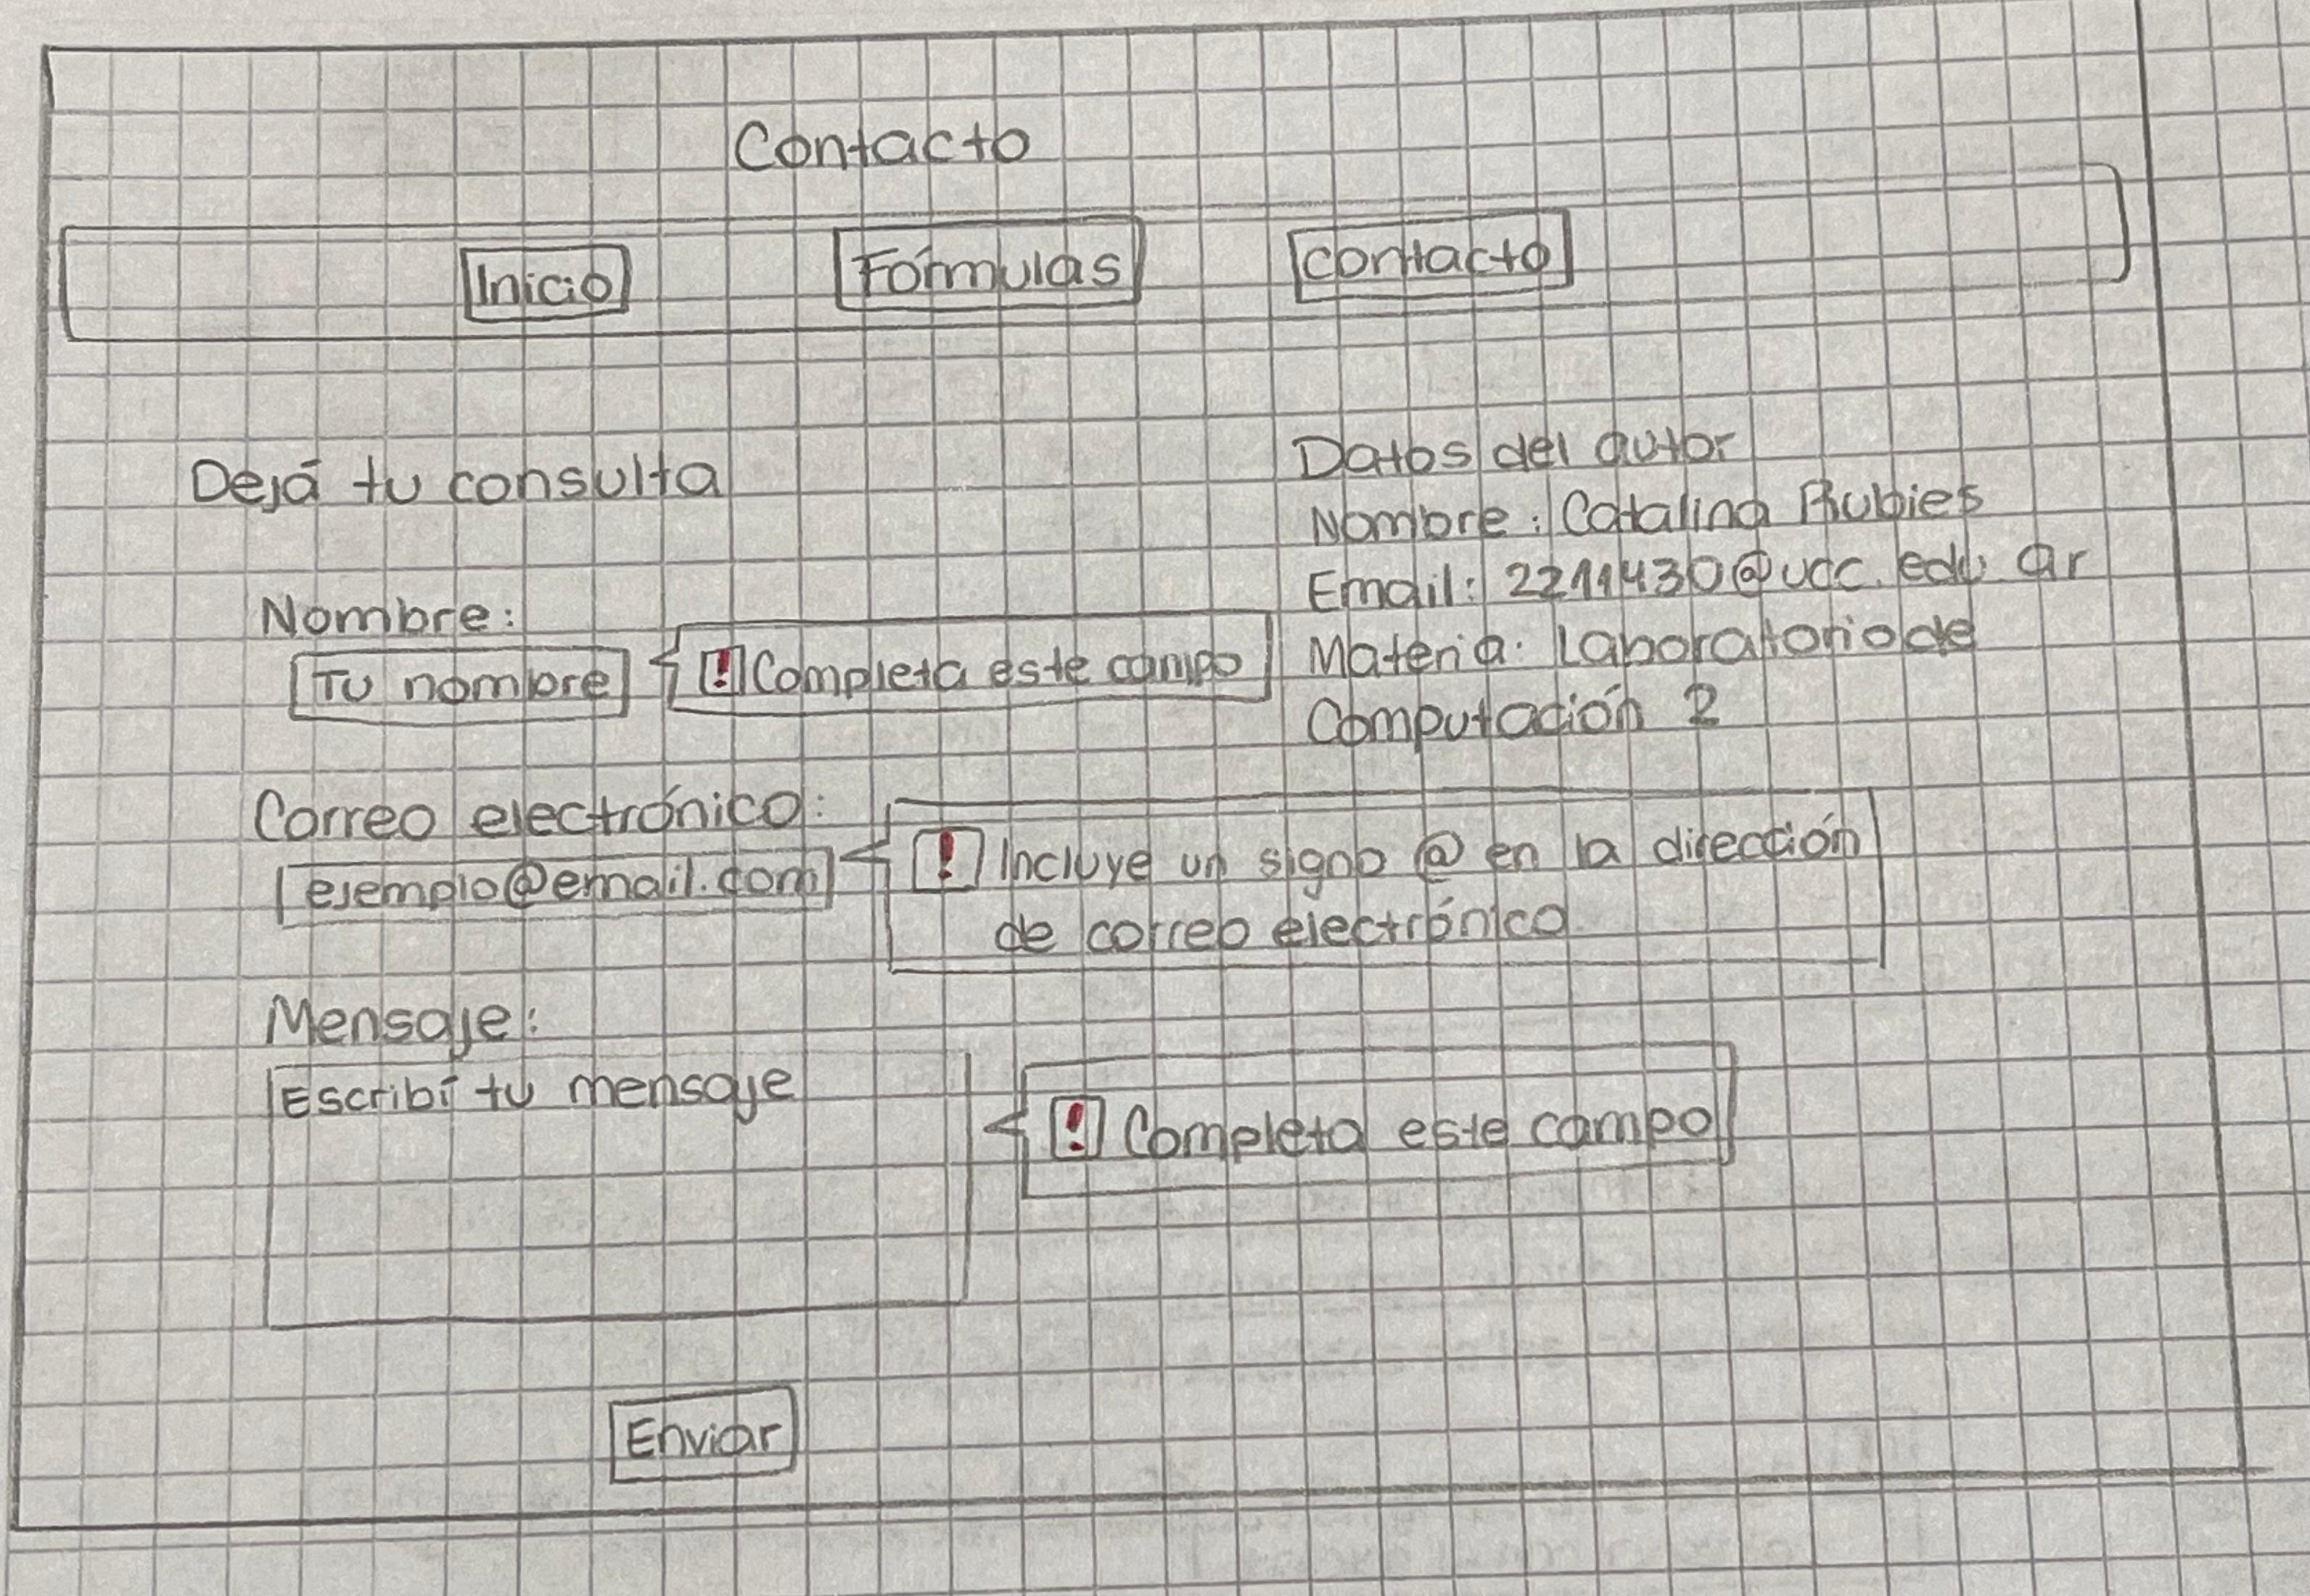 Contacto
Inicio
Fórmulas
contacto
Dejá tu consulta
Datos del autor
Nombre: Catalina Rubies
Email: 2211430@ucc.edu.ar
Materia: Laboratorio de
Computación 2
Nombre:
Tu nombre
! Completa este campo
Correo electrónico:
ejemplo@email.com
! Incluye un signo @ en la dirección
de correo electrónico.
Mensaje:
Escribí tu mensaje
! Completa este campo
Enviar